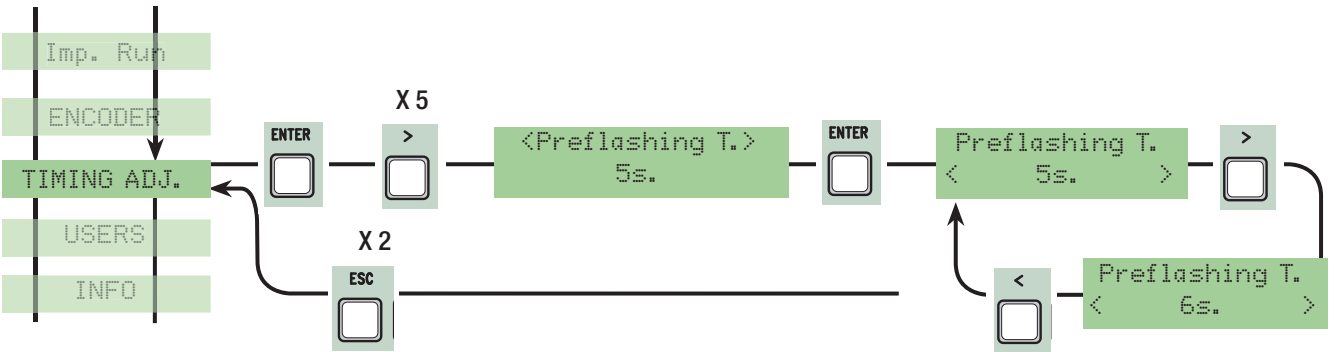 Imp. Run
ENCODER
TIMING ADJ.
USERS
INFO
ENTER
X 5
>
<Preflashing T.>
5s.
ENTER
Preflashing T.
< 5s. >
>
X 2
ESC
<
Preflashing T.
< 6s. >